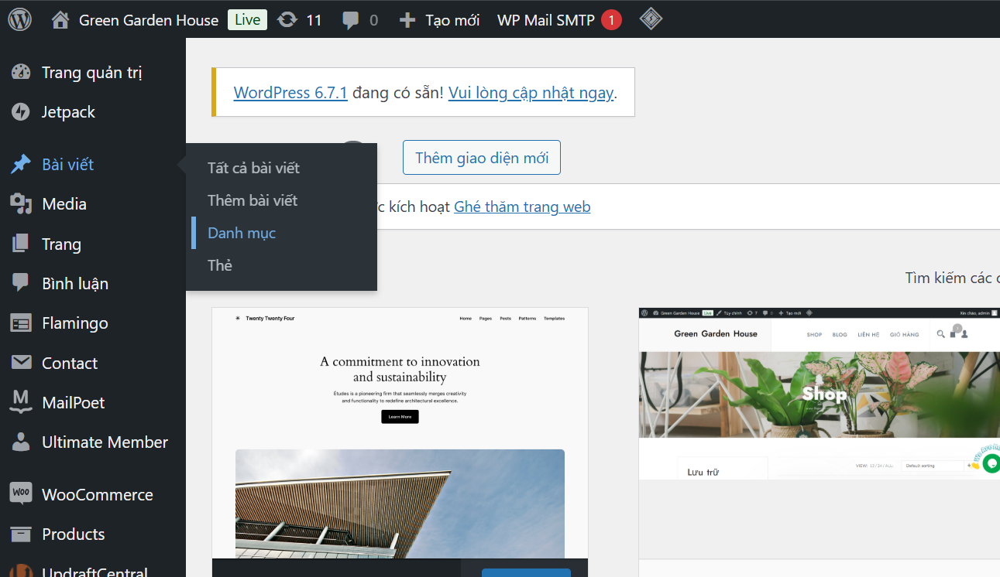 Green Garden House Live 11 0 Tạo mới WP Mail SMTP 1
Trang quản trị
Jetpack
Bài viết
Media
Trang
Bình luận
Flamingo
Contact
MailPoet
Ultimate Member
WooCommerce
Products
UpdraftCentral
Tất cả bài viết
Thêm bài viết
Danh mục
Thẻ
WordPress 6.7.1 đang có sẵn! Vui lòng cập nhật ngay.
Thêm giao diện mới
kích hoạt Ghé thăm trang web
Tìm kiếm các
Twenty Twenty Four Home Pages Posts Patterns Templates
A commitment to innovation
and sustainability
Études is a pioneering firm that seamlessly merges creativity
and functionality to redefine architectural excellence.
Learn More
Green Garden House Live Tùy chỉnh 7 0 Tạo mới Xin chào, admin
Green Garden House SHOP BLOG LIÊN HỆ GIỎ HÀNG
Shop
Lưu trữ
VIEW: 12 / 24 / ALL Default sorting
We Are